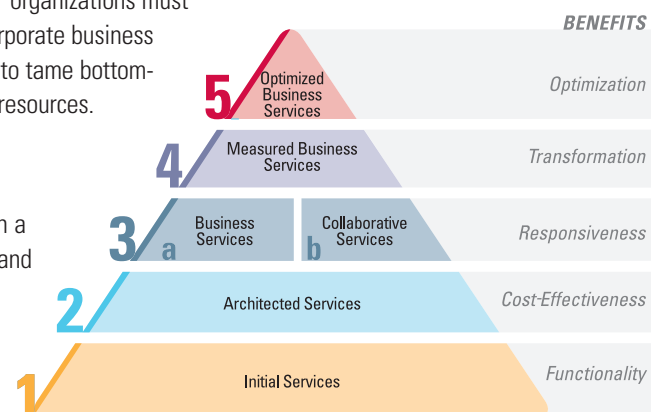 organizations must
rporate business
to tame bottom-
resources.
n a
and
BENEFITS
5
Optimized
Business
Services
Optimization
4
Measured Business
Services
Transformation
3
a
Business
Services
b
Collaborative
Services
Responsiveness
2
Architected Services
Cost-Effectiveness
1
Initial Services
Functionality